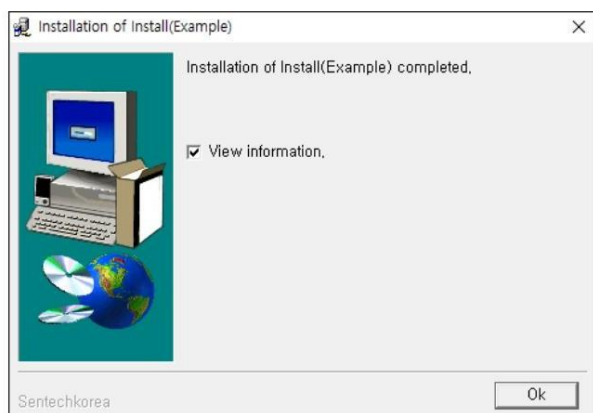 Installation of Install(Example)
Installation of Install(Example) completed,
View information,
Sentechkorea
Ok